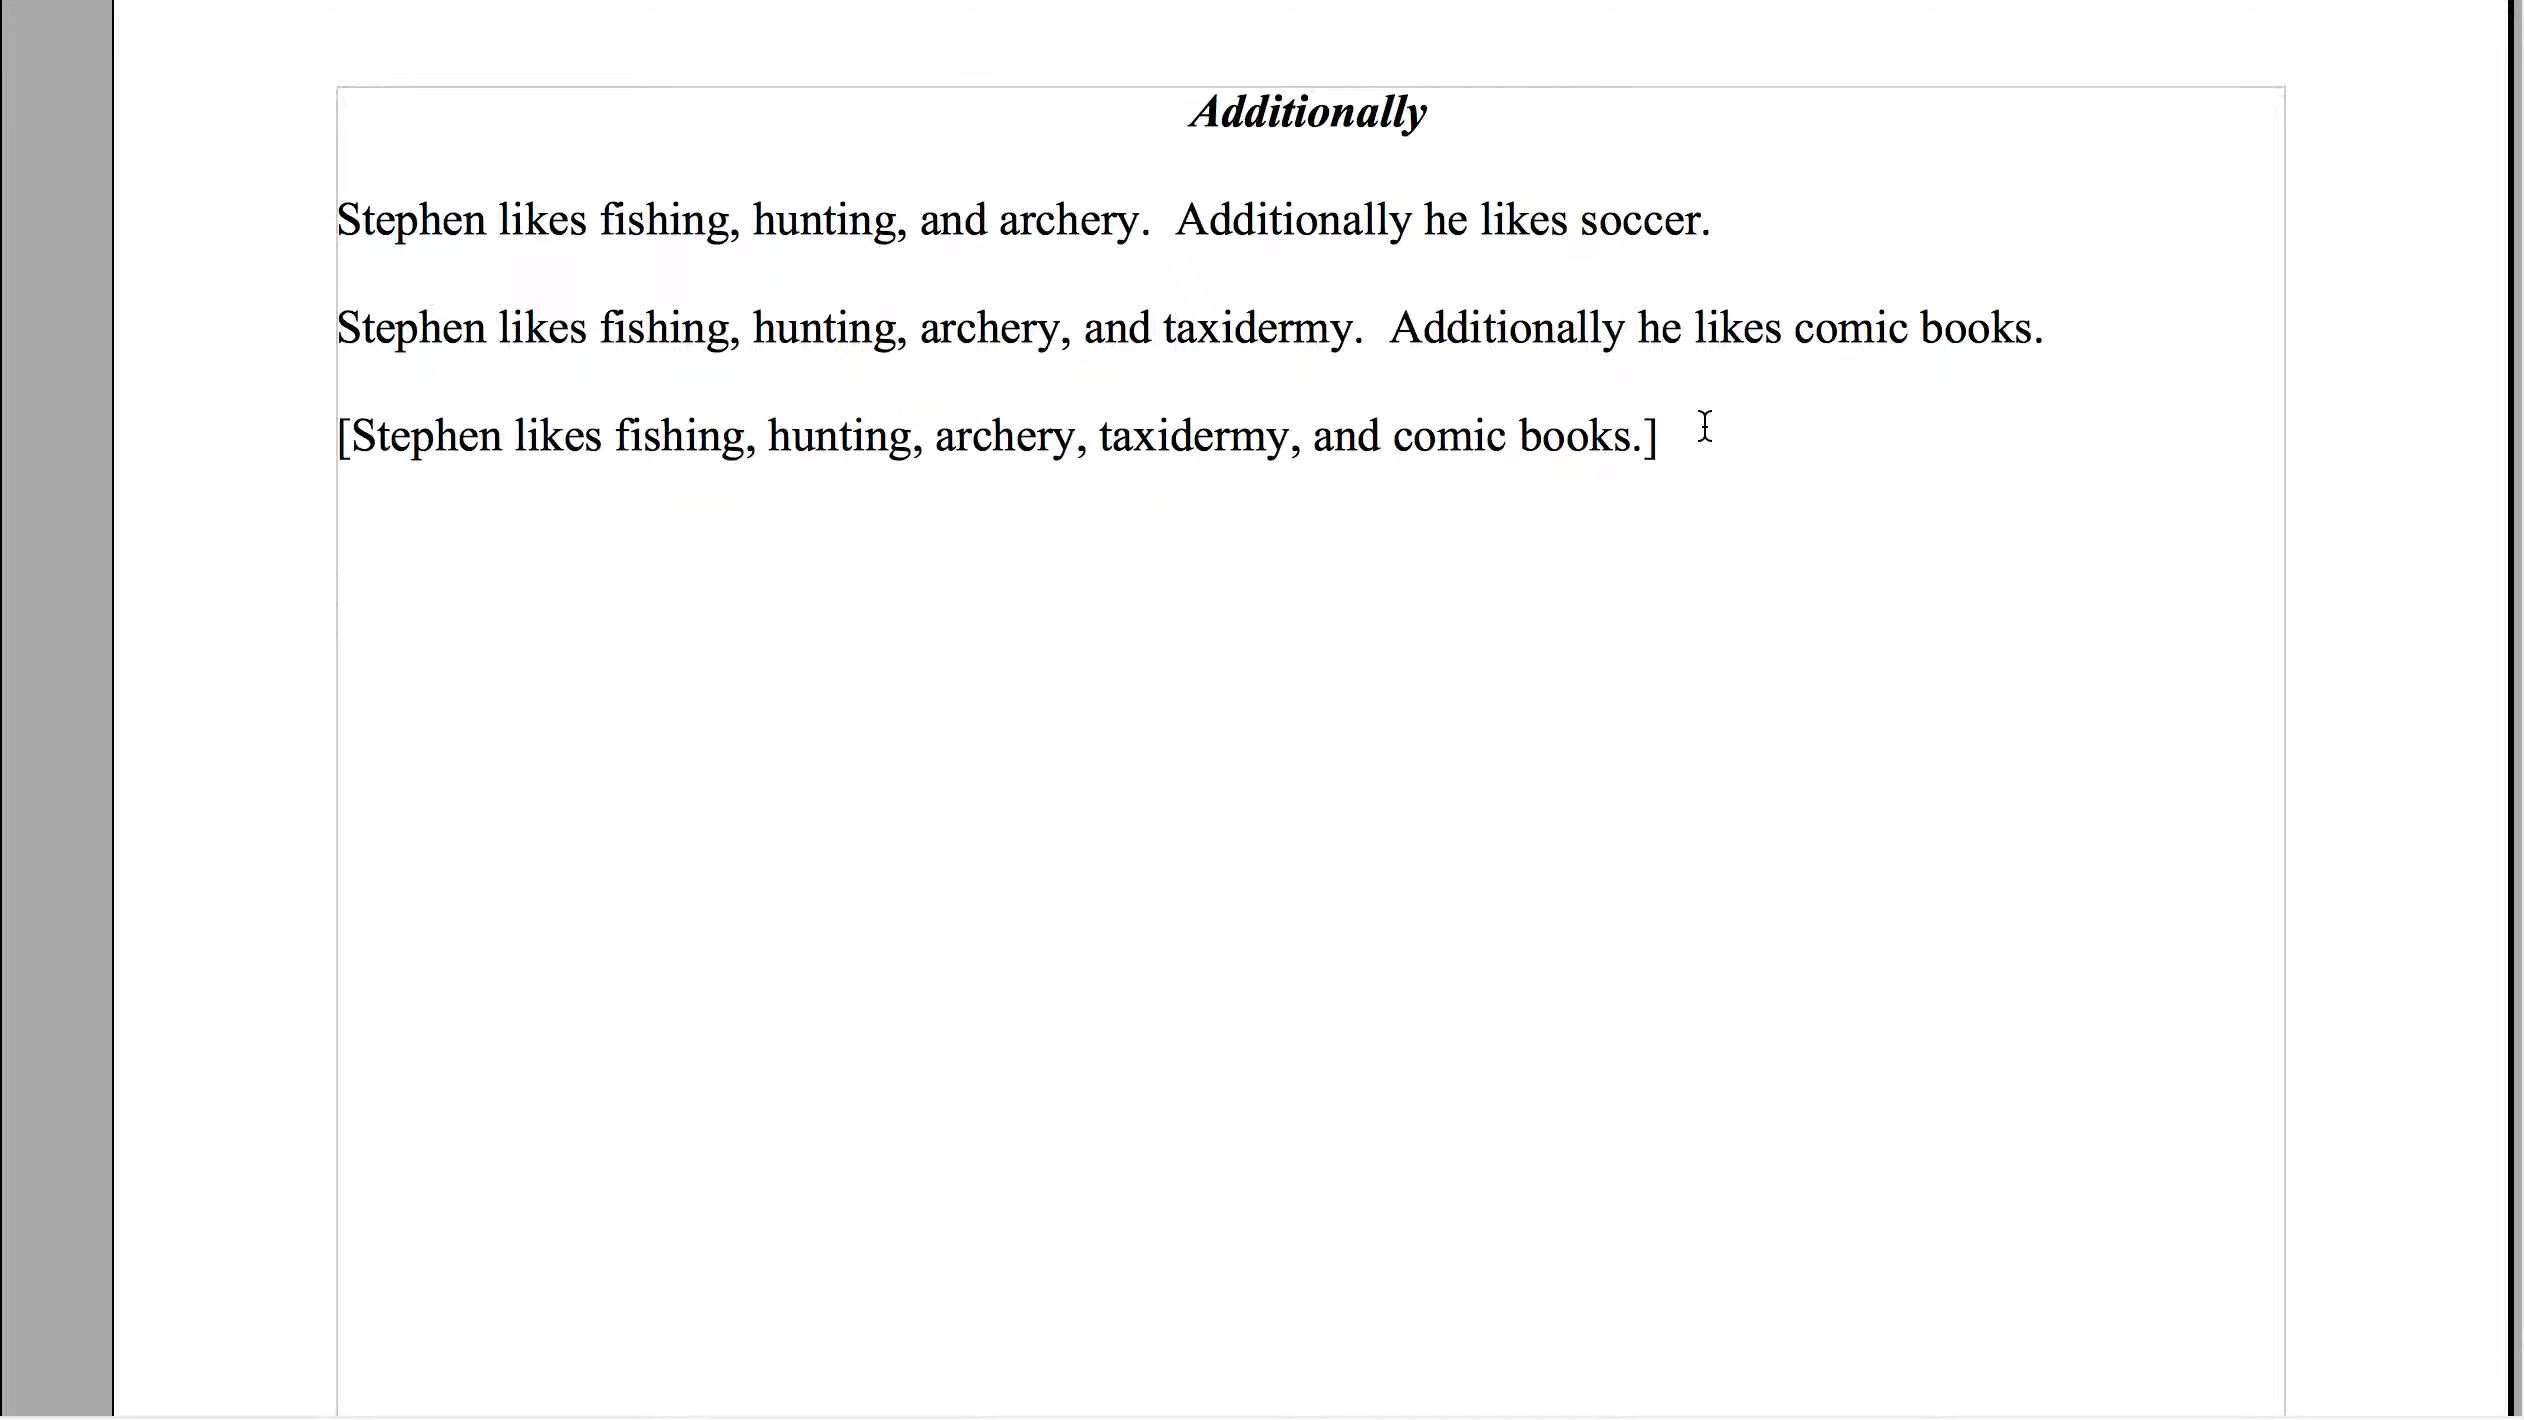 Additionally
Stephen likes fishing, hunting, and archery.  Additionally he likes soccer.
Stephen likes fishing, hunting, archery, and taxidermy.  Additionally he likes comic books.
[Stephen likes fishing, hunting, archery, taxidermy, and comic books.]